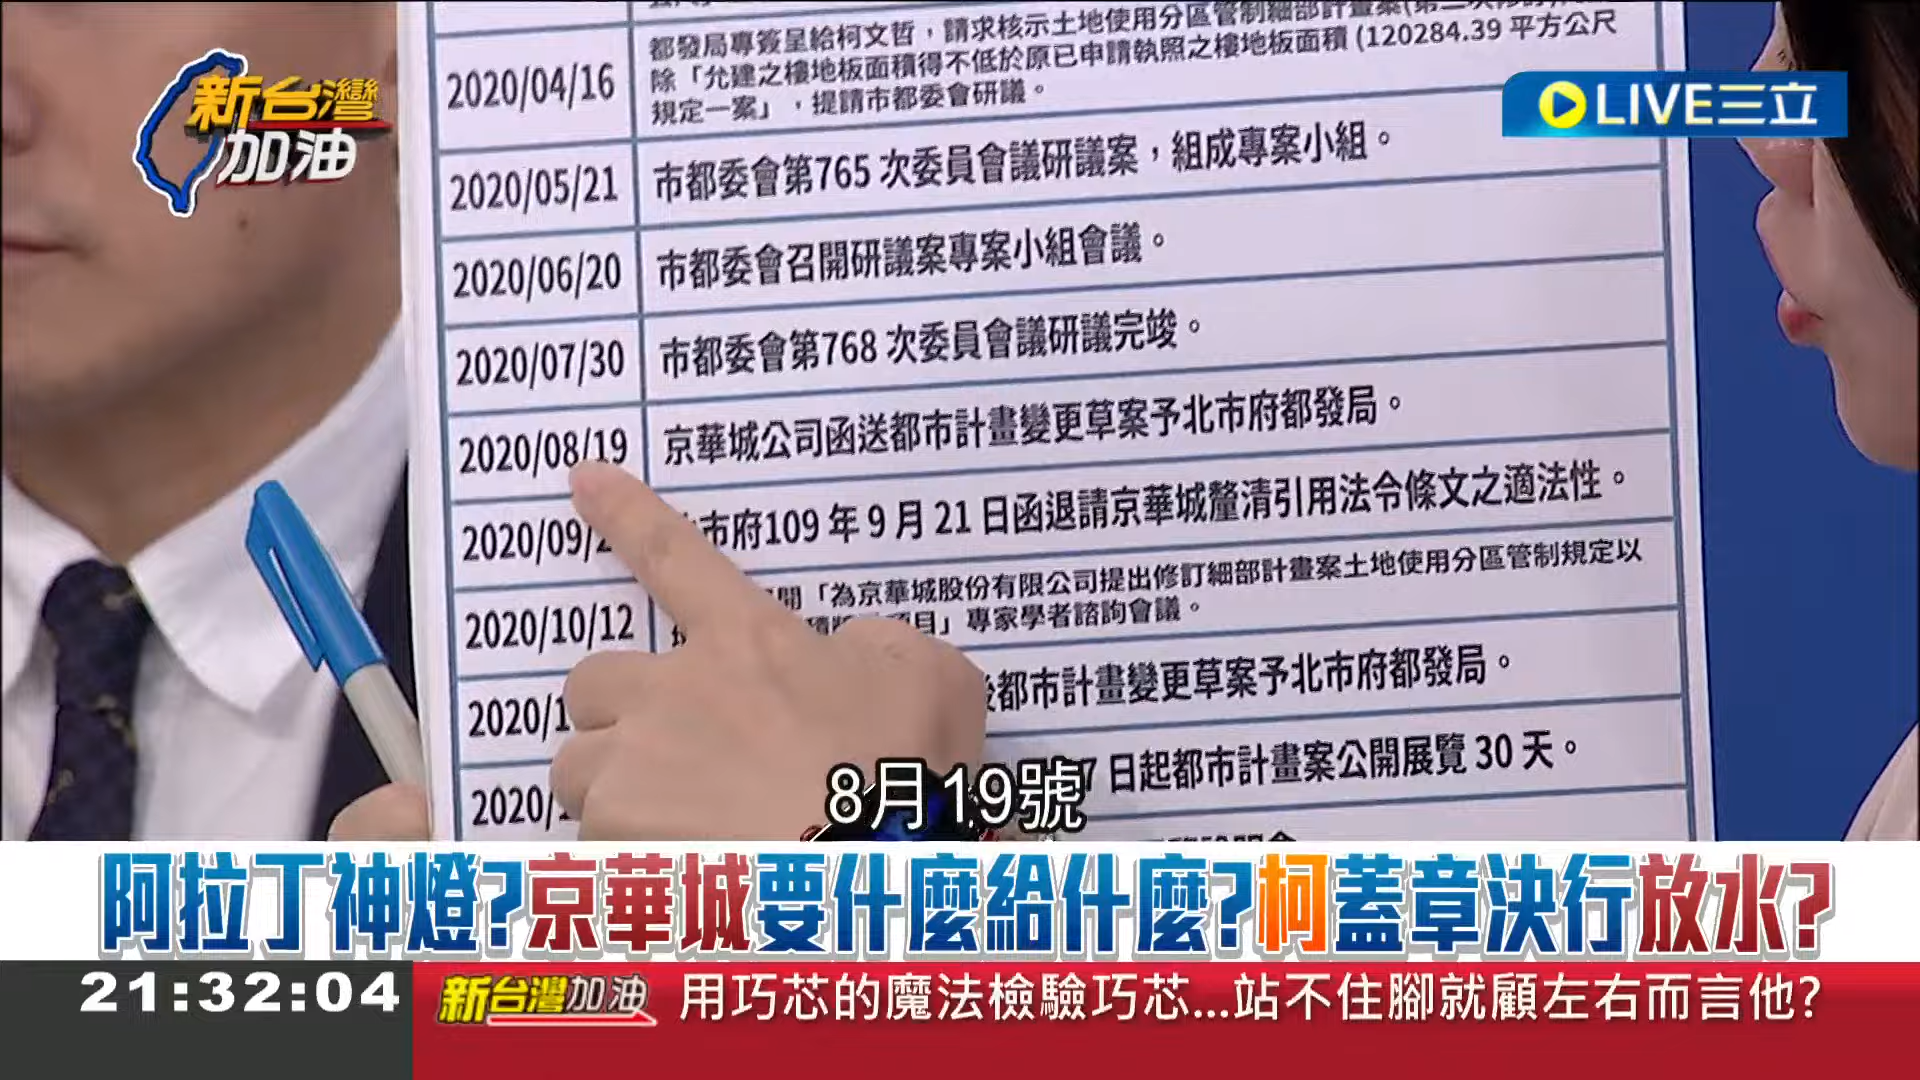 都發局專簽呈給柯文哲，請求核示土地使用分區管制細部計畫案(第二次修訂)
除「允建之樓地板面積得不低於原已申請執照之樓地板面積 (120284.39 平方公尺
2020/04/16
規定一案」，提請市都委會研議。
新台灣
加油
LIVE三立
2020/05/21
市都委會第765 次委員會議研議案，組成專案小組。
2020/06/20
市都委會召開研議案專案小組會議。
2020/07/30
市都委會第768 次委員會議研議完竣。
2020/08/19
京華城公司函送都市計畫變更草案予北市府都發局。
2020/09/2
市府109 年 9 月 21 日函退請京華城釐清引用法令條文之適法性。
2020/10/12
開「為京華城股份有限公司提出修訂細部計畫案土地使用分區管制規定以
項目」專家學者諮詢會議。
2020/1
後都市計畫變更草案予北市府都發局。
2020/1
7 日起都市計畫案公開展覽 30 天。
8月19號
阿拉丁神燈?京華城要什麼給什麼?柯蓋章決行放水?
21:32:04
新台灣加油
用巧芯的魔法檢驗巧芯...站不住腳就顧左右而言他?